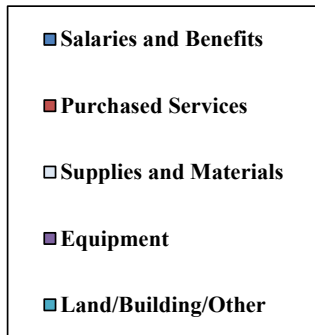 Salaries and Benefits
Purchased Services
Supplies and Materials
Equipment
Land/Building/Other